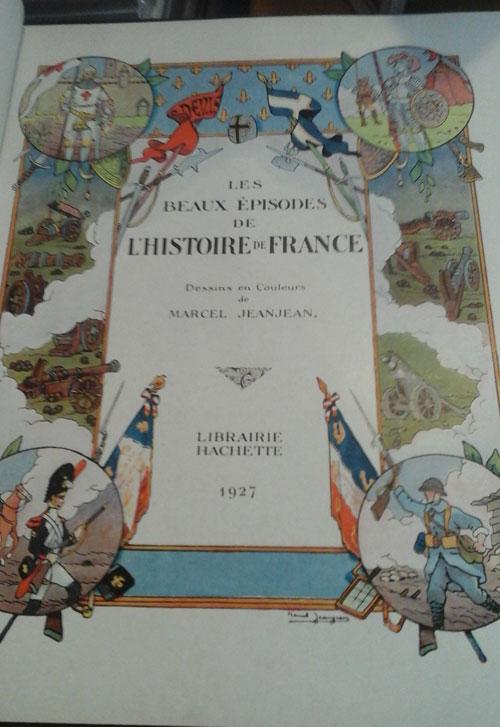 LES
BEAUX ÉPISODES
DE
L'HISTOIRE DE FRANCE
Dessins en Couleurs
de
MARCEL JEANJEAN.
LIBRAIRIE
HACHETTE
1927